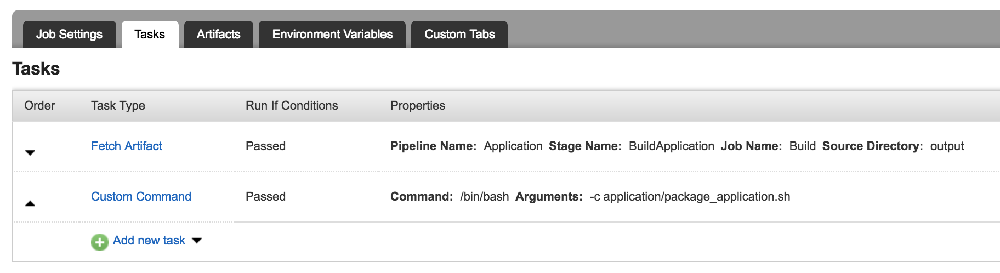 Job Settings Tasks Artifacts Environment Variables Custom Tabs
Tasks
Order Task Type Run If Conditions Properties
Fetch Artifact Passed Pipeline Name: Application Stage Name: BuildApplication Job Name: Build Source Directory: output
Custom Command Passed Command: /bin/bash Arguments: -c application/package_application.sh
Add new task